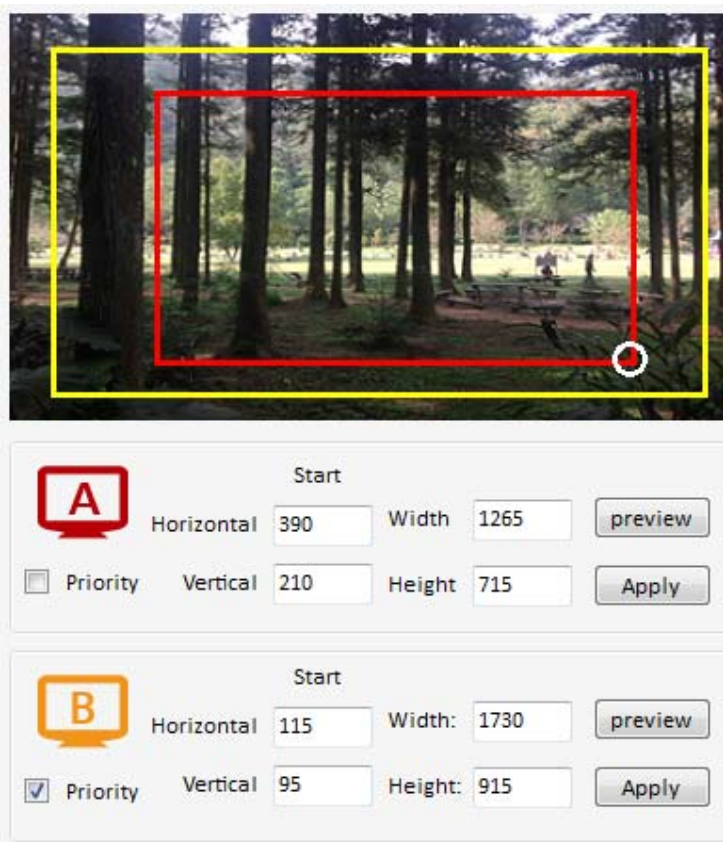 A
Start
Horizontal 390 Width 1265 preview
Priority Vertical 210 Height 715 Apply
B
Start
Horizontal 115 Width: 1730 preview
Priority Vertical 95 Height: 915 Apply